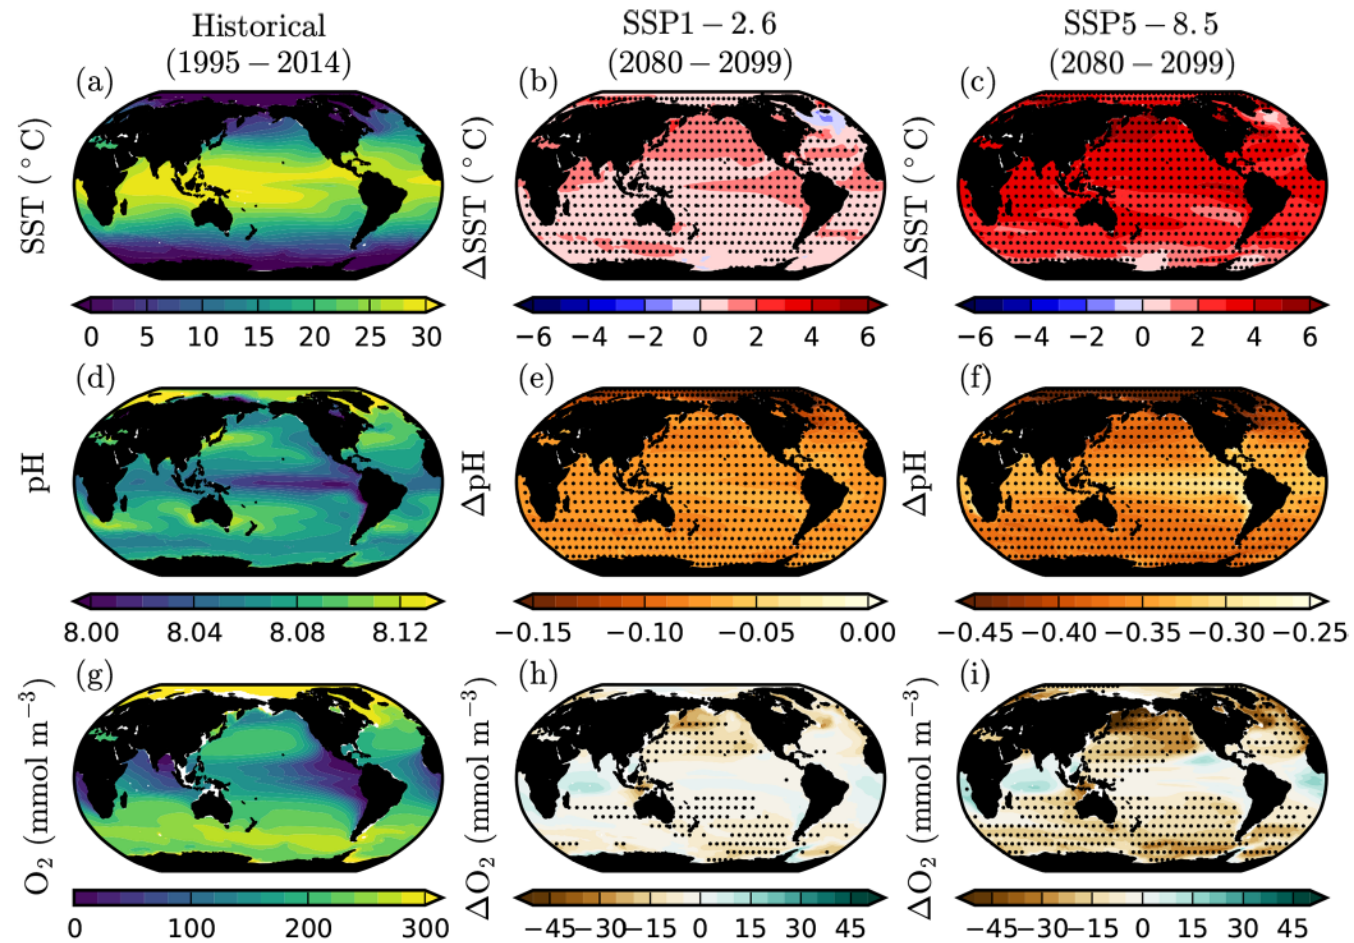 Historical
(1995 − 2014)
SSP1 − 2.6
(2080 − 2099)
SSP5 − 8.5
(2080 − 2099)
(a)
(b)
(c)
SST (°C)
ΔSST (°C)
ΔSST (°C)
0 5 10 15 20 25 30
−6 −4 −2 0 2 4 6
−6 −4 −2 0 2 4 6
(d)
(e)
(f)
pH
ΔpH
ΔpH
8.00 8.04 8.08 8.12
−0.15 −0.10 −0.05 0.00
−0.45 −0.40 −0.35 −0.30 −0.25
(g)
(h)
(i)
O₂ (mmol m⁻³)
ΔO₂ (mmol m⁻³)
ΔO₂ (mmol m⁻³)
0 100 200 300
−45 −30 −15 0 15 30 45
−45 −30 −15 0 15 30 45